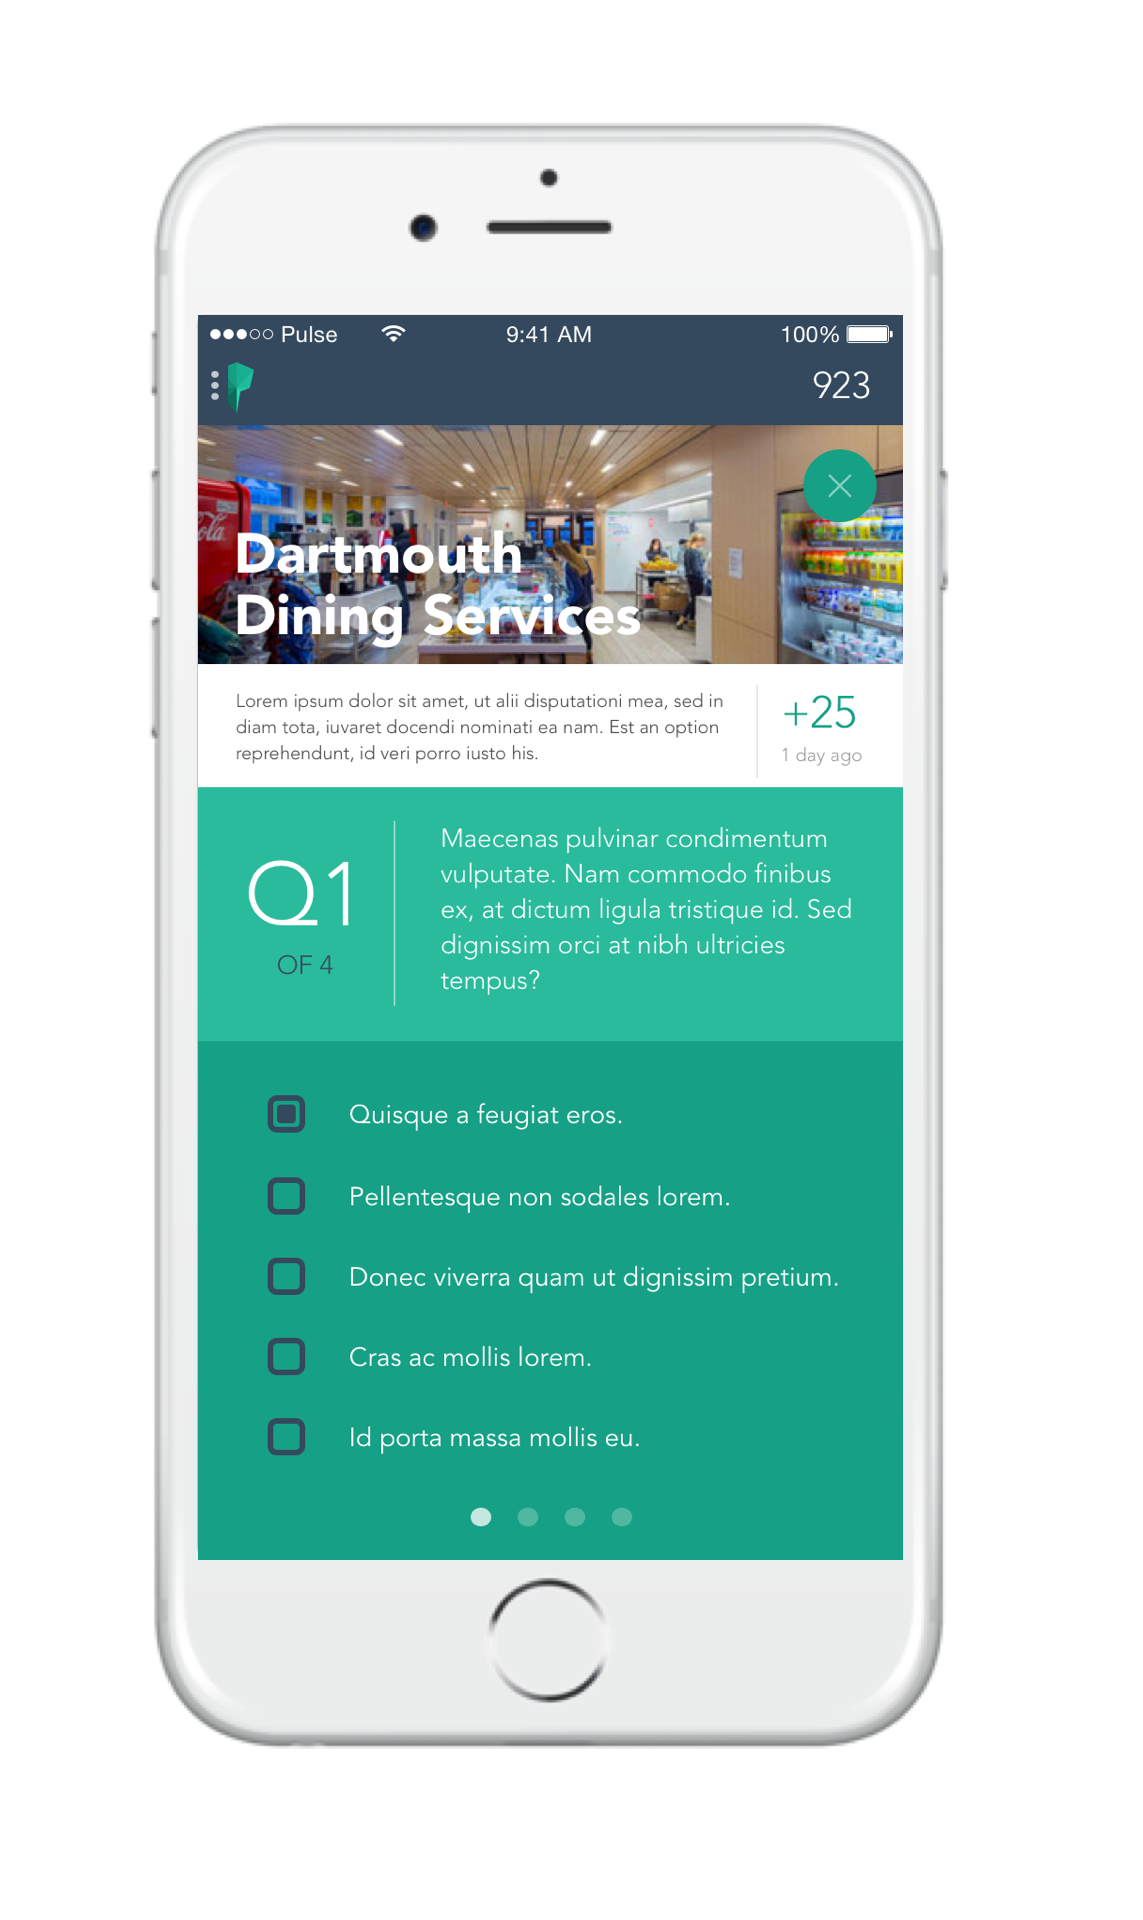 Pulse 9:41 AM 100%
923
Cola
Dartmouth
Dining Services
Lorem ipsum dolor sit amet, ut alii disputationi mea, sed in
diam tota, iuvaret docendi nominati ea nam. Est an option
reprehendunt, id veri porro iusto his.
+25
1 day ago
Q1
OF 4
Maecenas pulvinar condimentum
vulputate. Nam commodo finibus
ex, at dictum ligula tristique id. Sed
dignissim orci at nibh ultricies
tempus?
Quisque a feugiat eros.
Pellentesque non sodales lorem.
Donec viverra quam ut dignissim pretium.
Cras ac mollis lorem.
Id porta massa mollis eu.